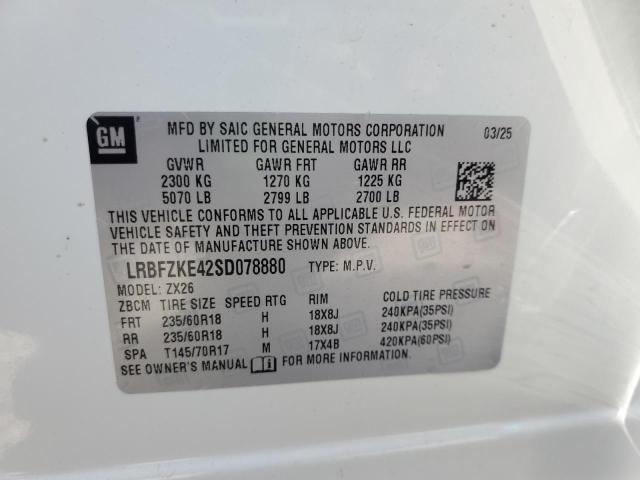 GM
MFD BY SAIC GENERAL MOTORS CORPORATION 03/25
LIMITED FOR GENERAL MOTORS LLC
GVWR GAWR FRT GAWR RR
2300 KG 1270 KG 1225 KG
5070 LB 2799 LB 2700 LB
THIS VEHICLE CONFORMS TO ALL APPLICABLE U.S. FEDERAL MOTOR
VEHICLE SAFETY AND THEFT PREVENTION STANDARDS IN EFFECT ON
THE DATE OF MANUFACTURE SHOWN ABOVE.
LRBFZKE42SD078880 TYPE: M.P.V.
MODEL: ZX26
ZBCM TIRE SIZE SPEED RTG RIM COLD TIRE PRESSURE
FRT 235/60R18 H 18X8J 240KPA(35PSI)
RR 235/60R18 H 18X8J 240KPA(35PSI)
SPA T145/70R17 M 17X4B 420KPA(60PSI)
SEE OWNER'S MANUAL FOR MORE INFORMATION.